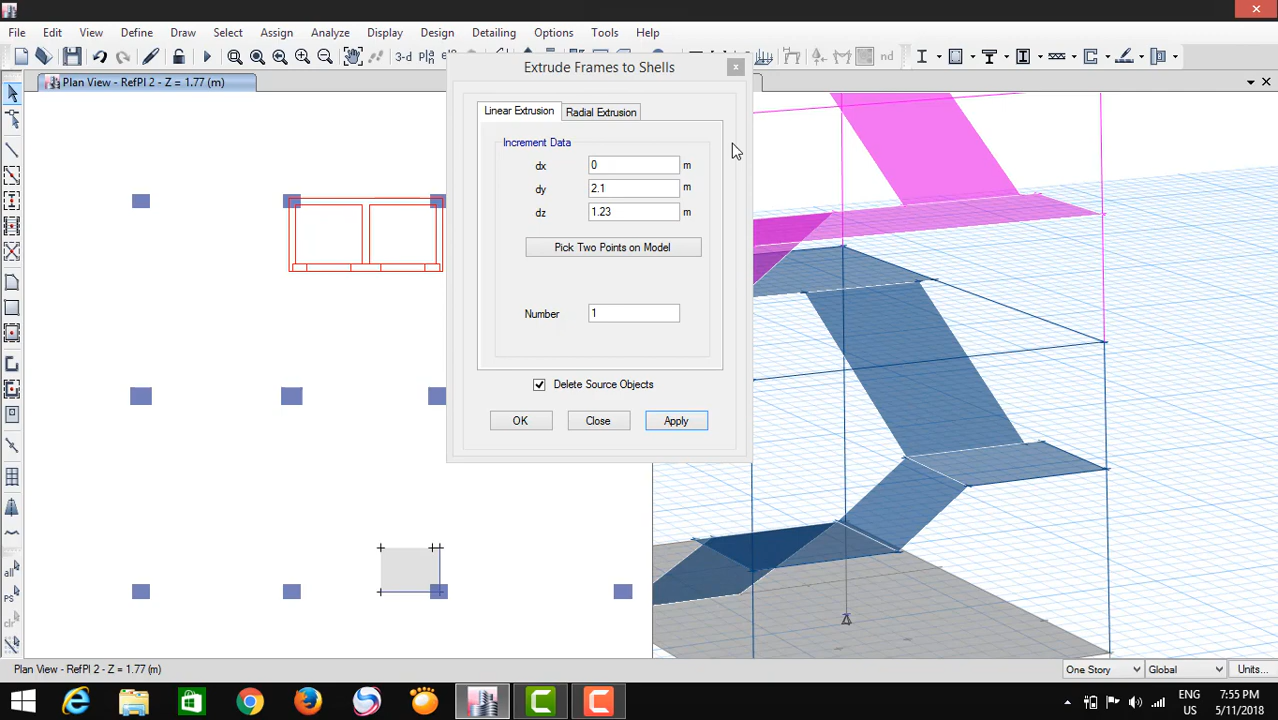 File Edit View Define Draw Select Assign Analyze Display Design Detailing Options Tools Help
3-d
Plan View - RefPl 2 - Z = 1.77 (m)
Extrude Frames to Shells
Linear Extrusion Radial Extrusion
Increment Data
dx 0 m
dy 2.1 m
dz 1.23 m
Pick Two Points on Model
Number 1
Delete Source Objects
OK Close Apply
all
PS
Plan View - RefPl 2 - Z = 1.77 (m) One Story Global Units...
ENG 7:55 PM
US 5/11/2018